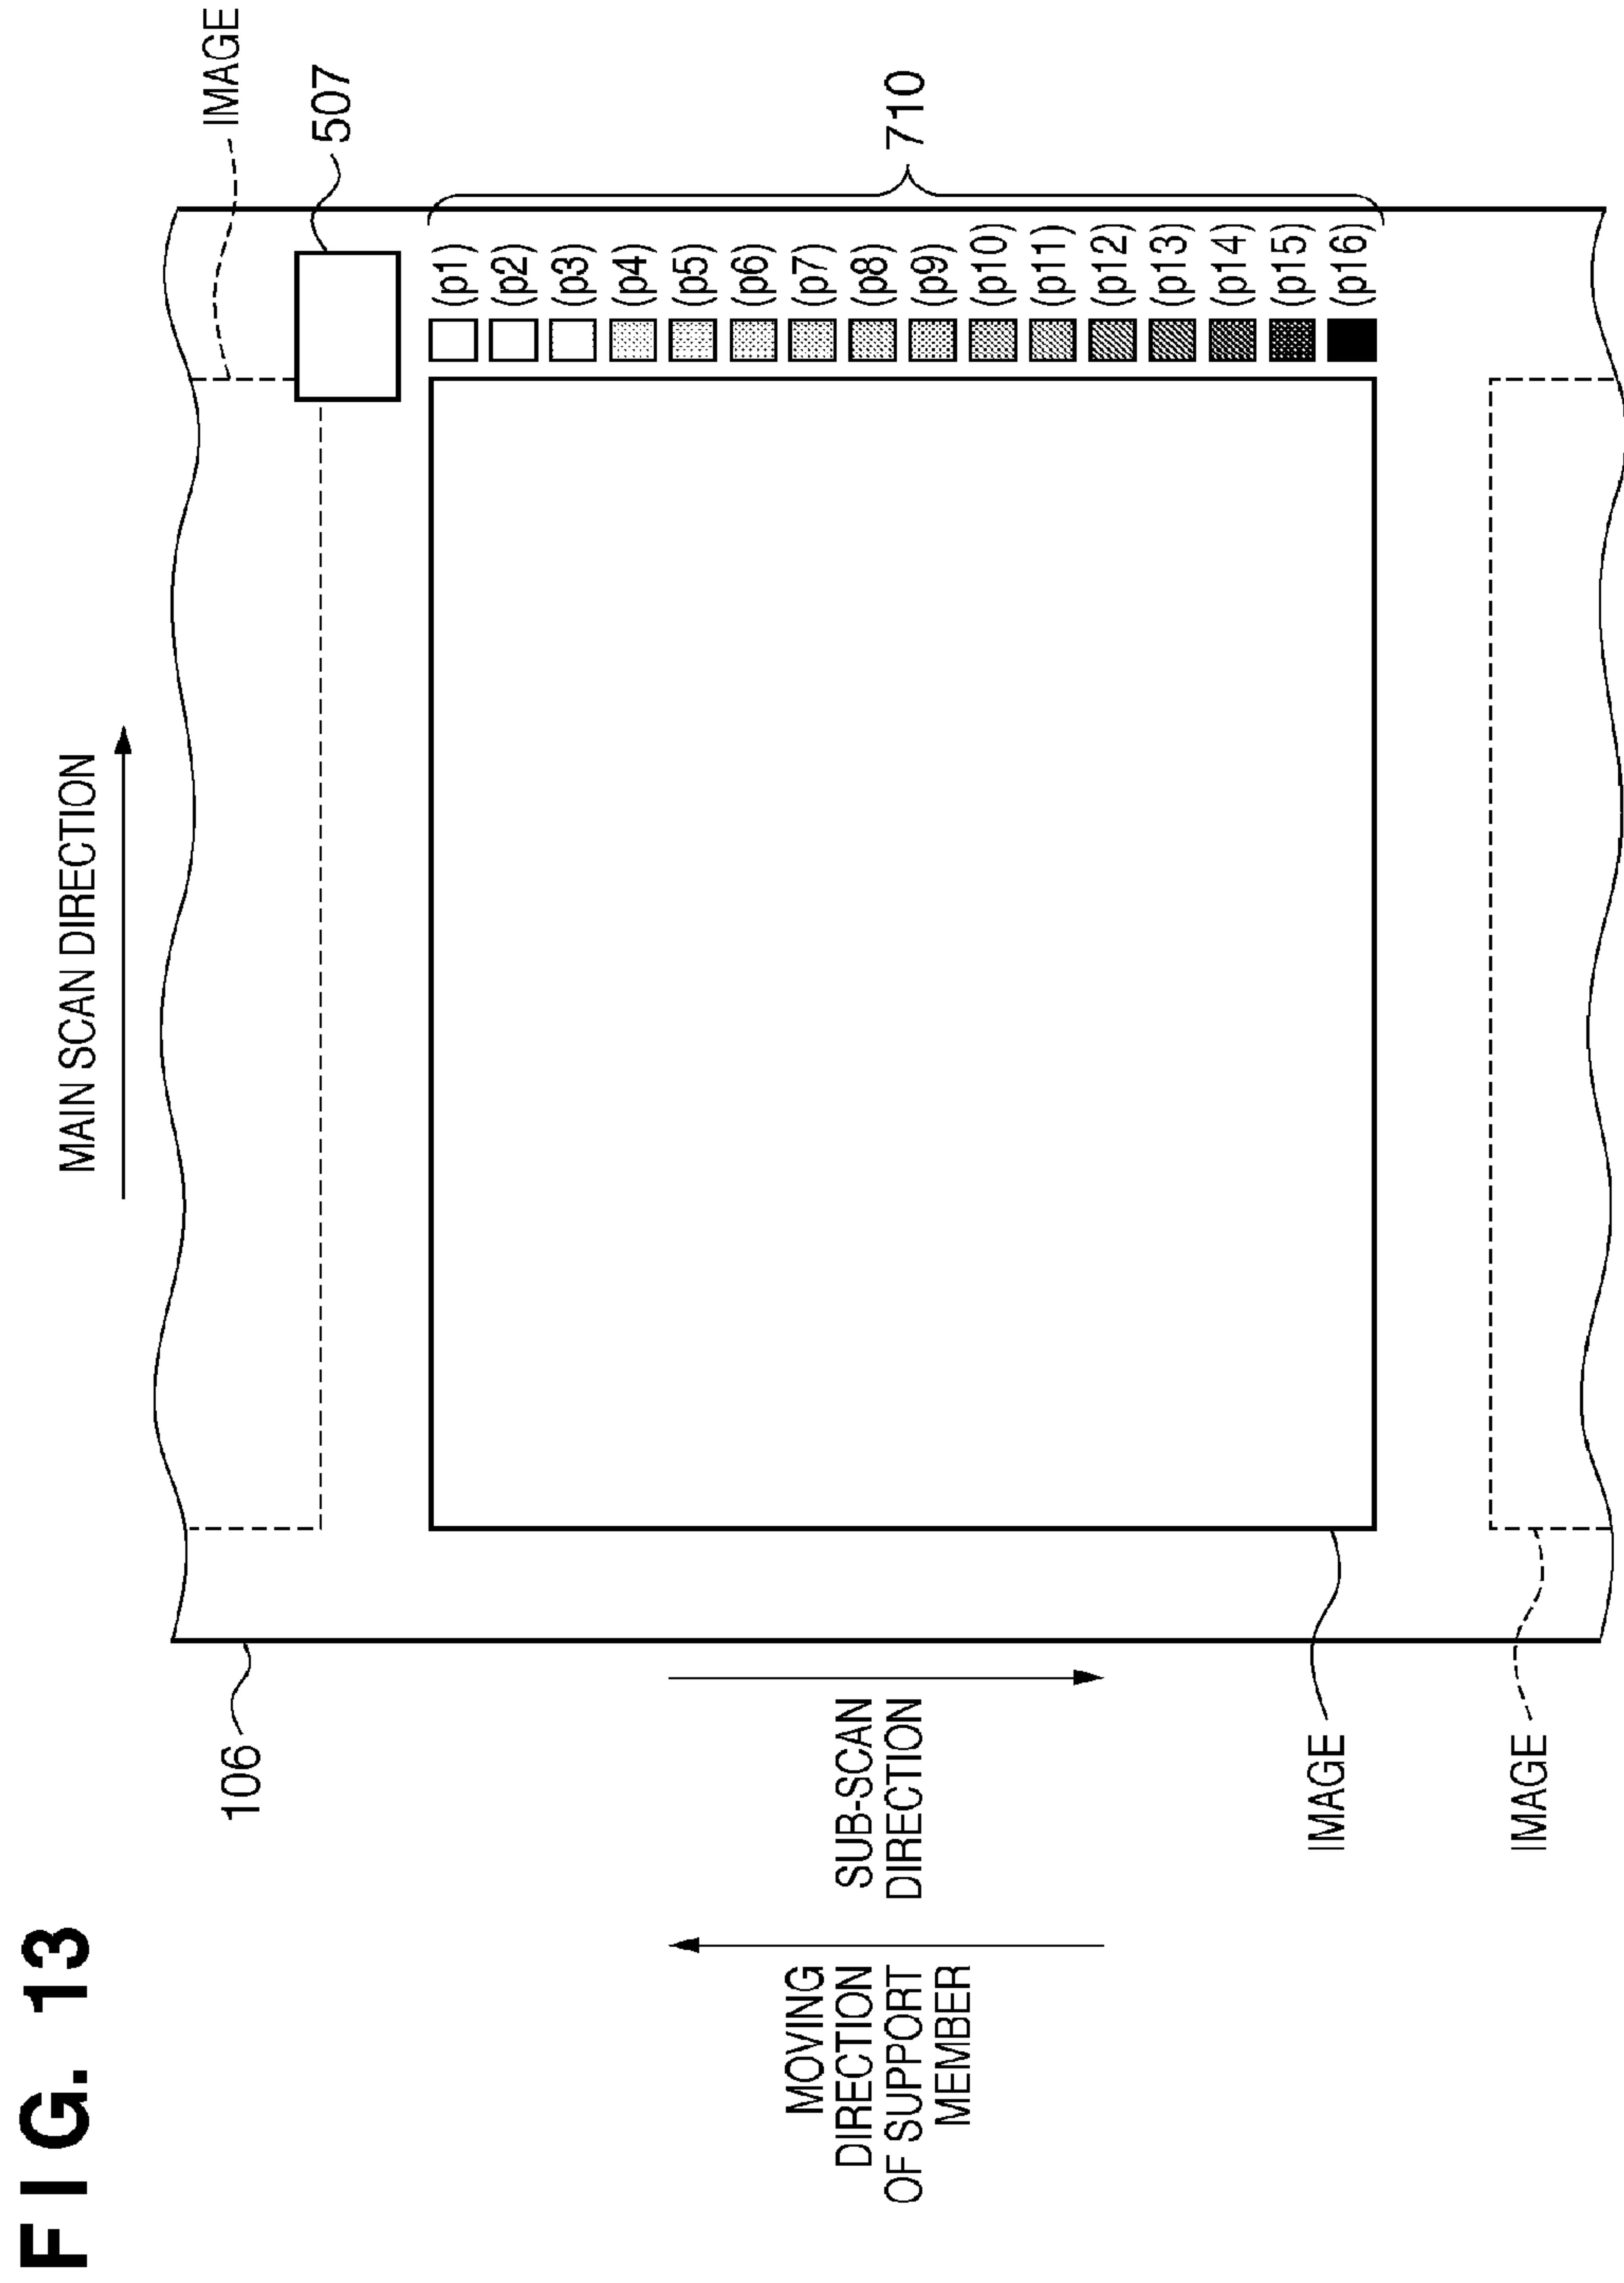 FIG. 13
MAIN SCAN DIRECTION
IMAGE
507
(p1)
(p2)
(p3)
(p4)
(p5)
(p6)
(p7)
(p8)
(p9)
(p10)
(p11)
(p12)
(p13)
(p14)
(p15)
(p16)
710
106
SUB-SCAN
DIRECTION
MOVING
DIRECTION
OF SUPPORT
MEMBER
IMAGE
IMAGE